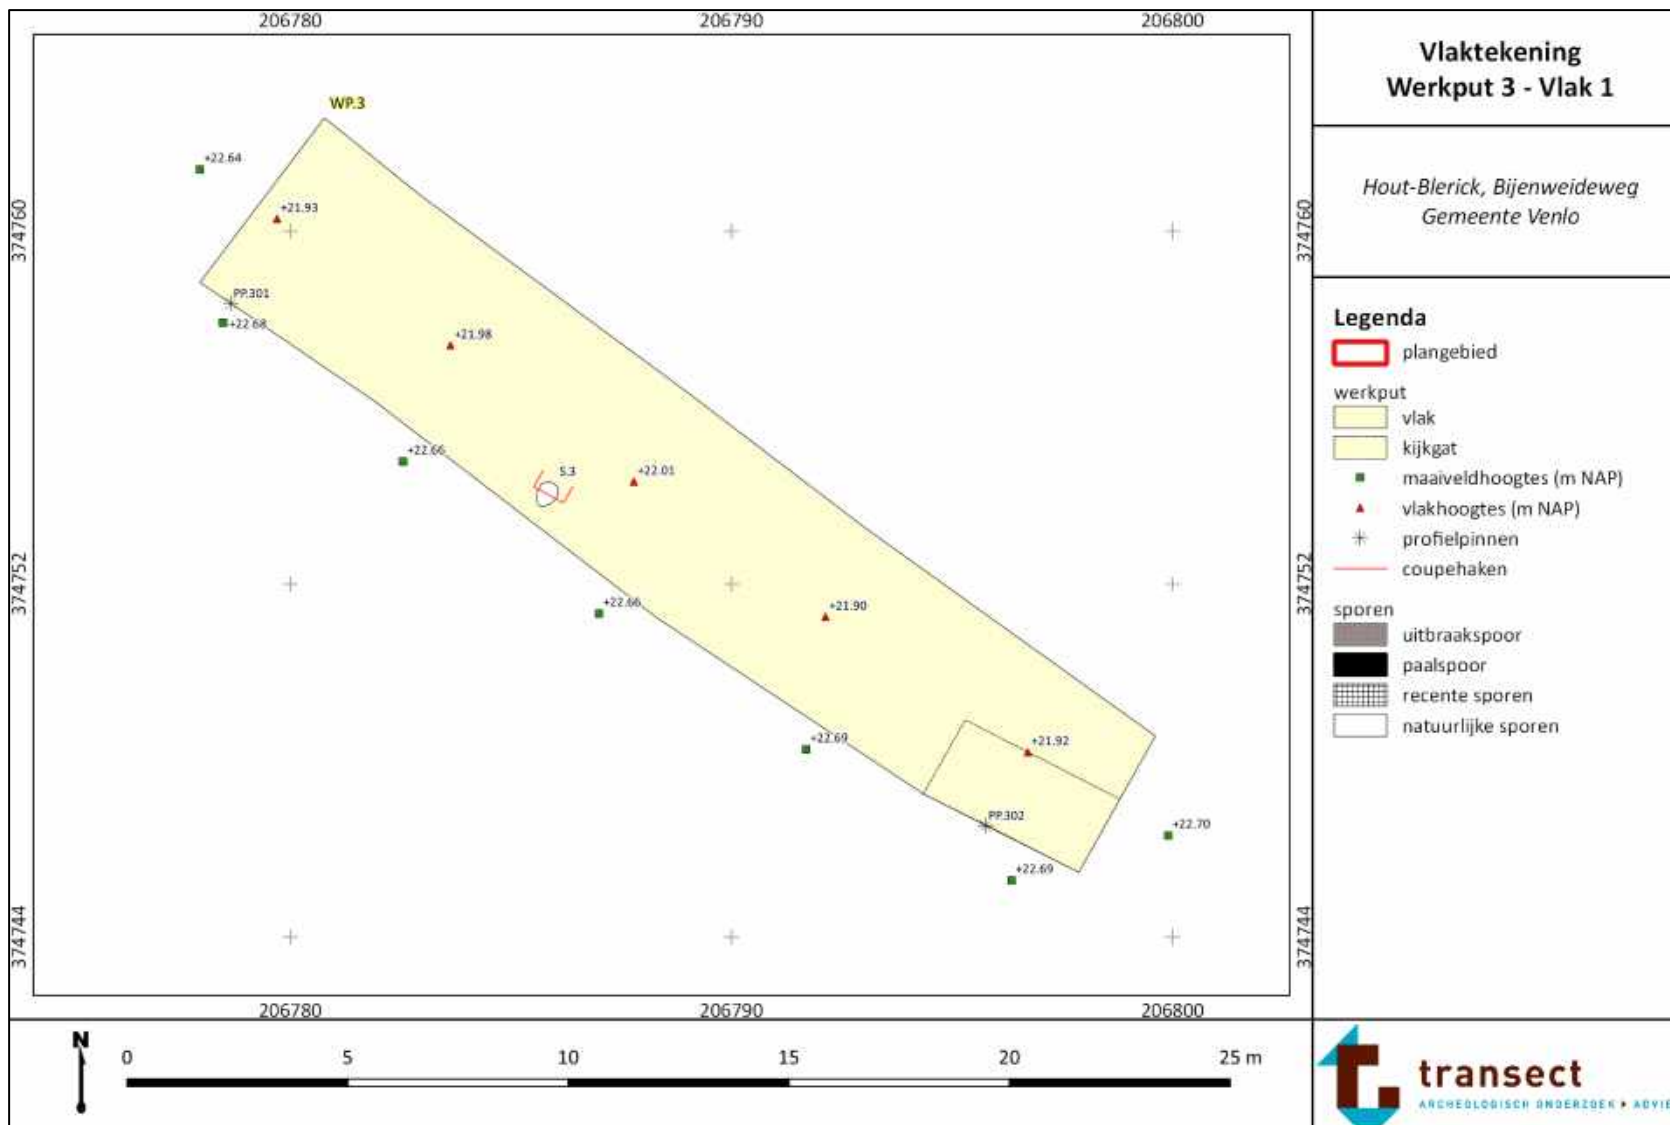 206780 206790 206800
WP.3
+22.64
+21.93
374760 374760
PP.301
+22.68
+21.98
+22.66
S.3
+22.01
374752 374752
+22.66
+21.90
+22.69
+21.92
PP.302
+22.70
+22.69
374744 374744
206780 206790 206800
N
0 5 10 15 20 25 m
Vlaktekening
Werkput 3 - Vlak 1
Hout-Blerick, Bijenweideweg
Gemeente Venlo
Legenda
plangebied
werkput
vlak
kijkgat
maaiveldhoogtes (m NAP)
vlakhoogtes (m NAP)
profielpinnen
coupehaken
sporen
uitbraakspoor
paalspoor
recente sporen
natuurlijke sporen
transect
ARCHEOLOGISCH ONDERZOEK ADVIE